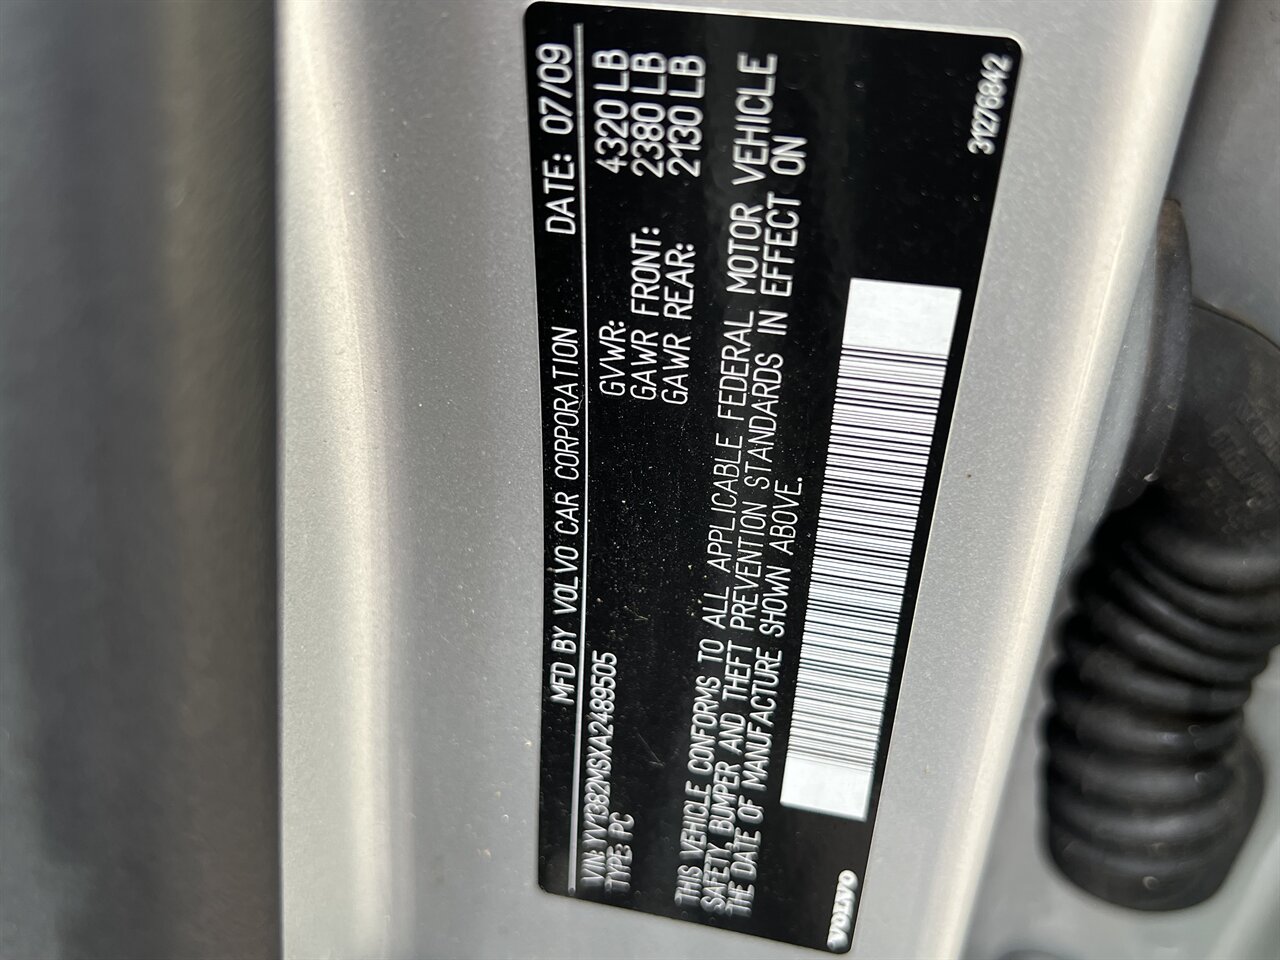 MFD BY VOLVO CAR CORPORATION DATE: 07/09
VIN: YV1382MSXA2489505
TYPE: PC
GVWR: 4320 LB
GAWR FRONT: 2380 LB
GAWR REAR: 2130 LB
THIS VEHICLE CONFORMS TO ALL APPLICABLE FEDERAL MOTOR VEHICLE
SAFETY, BUMPER AND THEFT PREVENTION STANDARDS IN EFFECT ON
THE DATE OF MANUFACTURE SHOWN ABOVE.
VOLVO
31276842